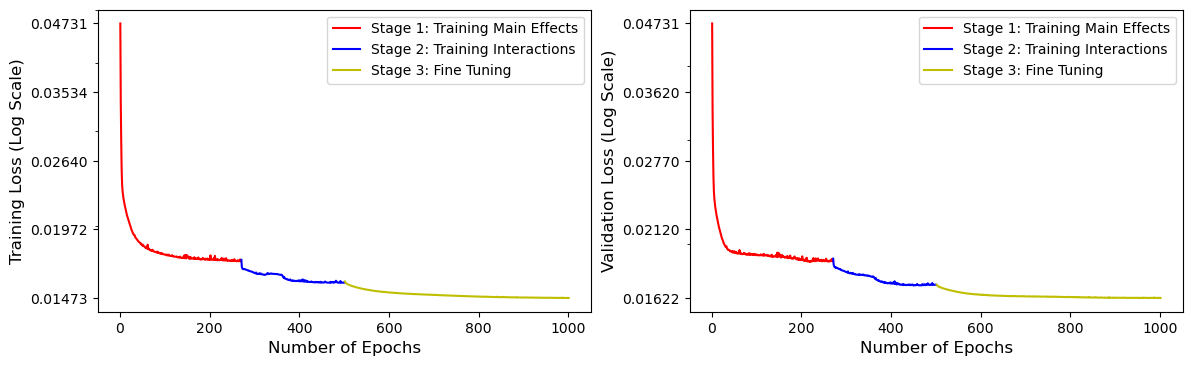 Training Loss (Log Scale)
0.04731
0.03534
0.02640
0.01972
0.01473
Stage 1: Training Main Effects
Stage 2: Training Interactions
Stage 3: Fine Tuning
0
200
400
600
800
1000
Number of Epochs
Validation Loss (Log Scale)
0.04731
0.03620
0.02770
0.02120
0.01622
Stage 1: Training Main Effects
Stage 2: Training Interactions
Stage 3: Fine Tuning
0
200
400
600
800
1000
Number of Epochs